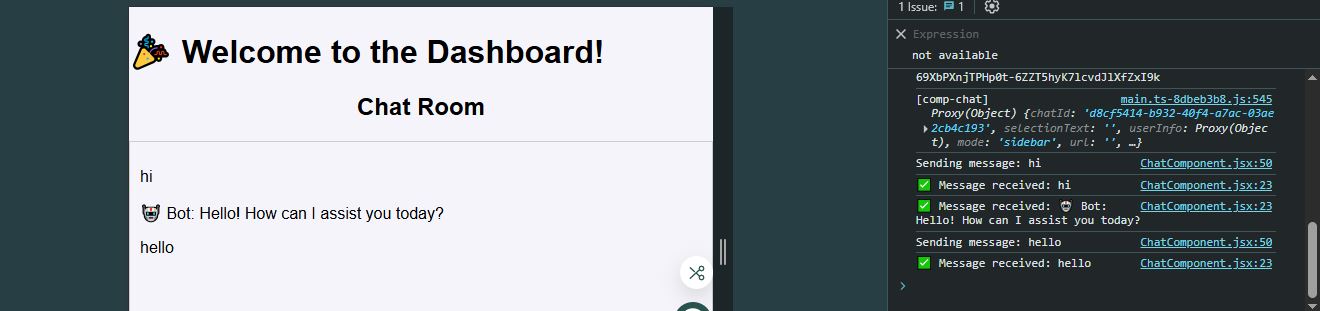 🎉 Welcome to the Dashboard!
Chat Room
hi
🤖 Bot: Hello! How can I assist you today?
hello
1 Issue: 1
Expression
not available
69XbPXnjTPHp0t-6ZZT5hyK7lcvdJlXfZxI9k
[comp-chat] main.ts-8dbeb3b8.js:545
Proxy(Object) {chatId: 'd8cf5414-b932-40f4-a7ac-03ae
2cb4c193', selectionText: '', userInfo: Proxy(Objec
t), mode: 'sidebar', url: '', …}
Sending message: hi ChatComponent.jsx:50
✅ Message received: hi ChatComponent.jsx:23
✅ Message received: 🤖 Bot: ChatComponent.jsx:23
Hello! How can I assist you today?
Sending message: hello ChatComponent.jsx:50
✅ Message received: hello ChatComponent.jsx:23